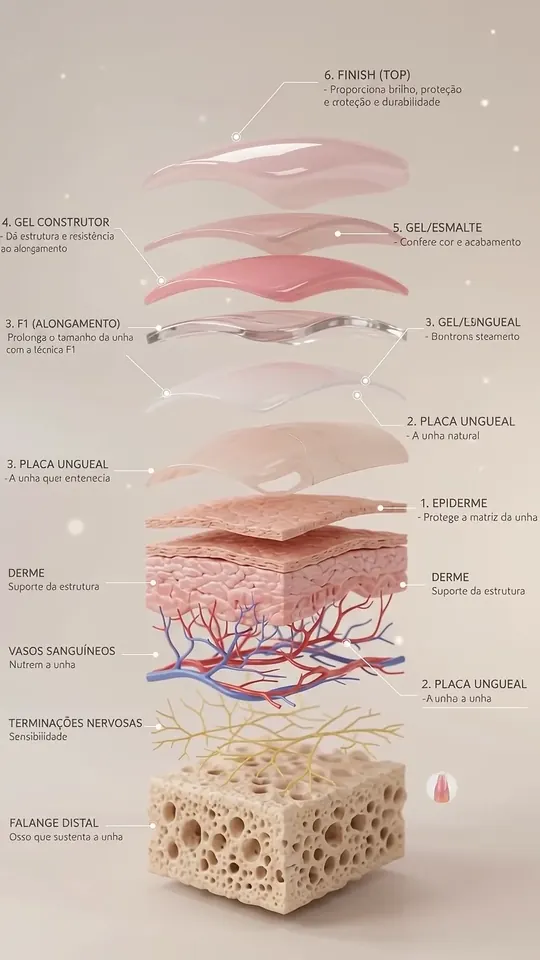 6. FINISH (TOP)
- Proporciona brilho, proteção
e croteção e durabilidade
4. GEL CONSTRUTOR
- Dá estrutura e resistência
ao alongamento
5. GEL/ESMALTE
- Confere cor e acabamento
3. F1 (ALONGAMENTO)
Prolonga o tamanho da unha
com a técnica F1
3. GEL/LSNGUEAL
- Bontrons steamerto
2. PLACA UNGUEAL
- A unha natural
3. PLACA UNGUEAL
- A unha quer entenecia
1. EPIDERME
- Protege a matriz da unha
DERME
Suporte da estrutura
DERME
Suporte da estrutura
VASOS SANGUÍNEOS
Nutrem a unha
2. PLACA UNGUEAL
-A unha a unha
TERMINAÇÕES NERVOSAS
Sensibilidade
FALANGE DISTAL
Osso que sustenta a unha